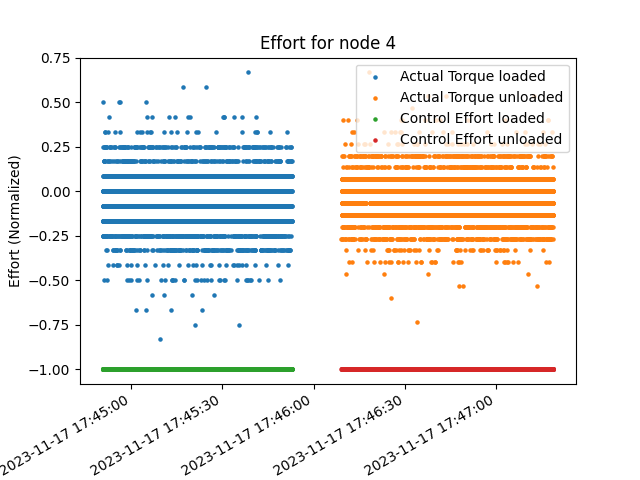 Effort for node 4
Effort (Normalized)
0.75
0.50
0.25
0.00
−0.25
−0.50
−0.75
−1.00
Actual Torque loaded
Actual Torque unloaded
Control Effort loaded
Control Effort unloaded
2023-11-17 17:45:00
2023-11-17 17:45:30
2023-11-17 17:46:00
2023-11-17 17:46:30
2023-11-17 17:47:00